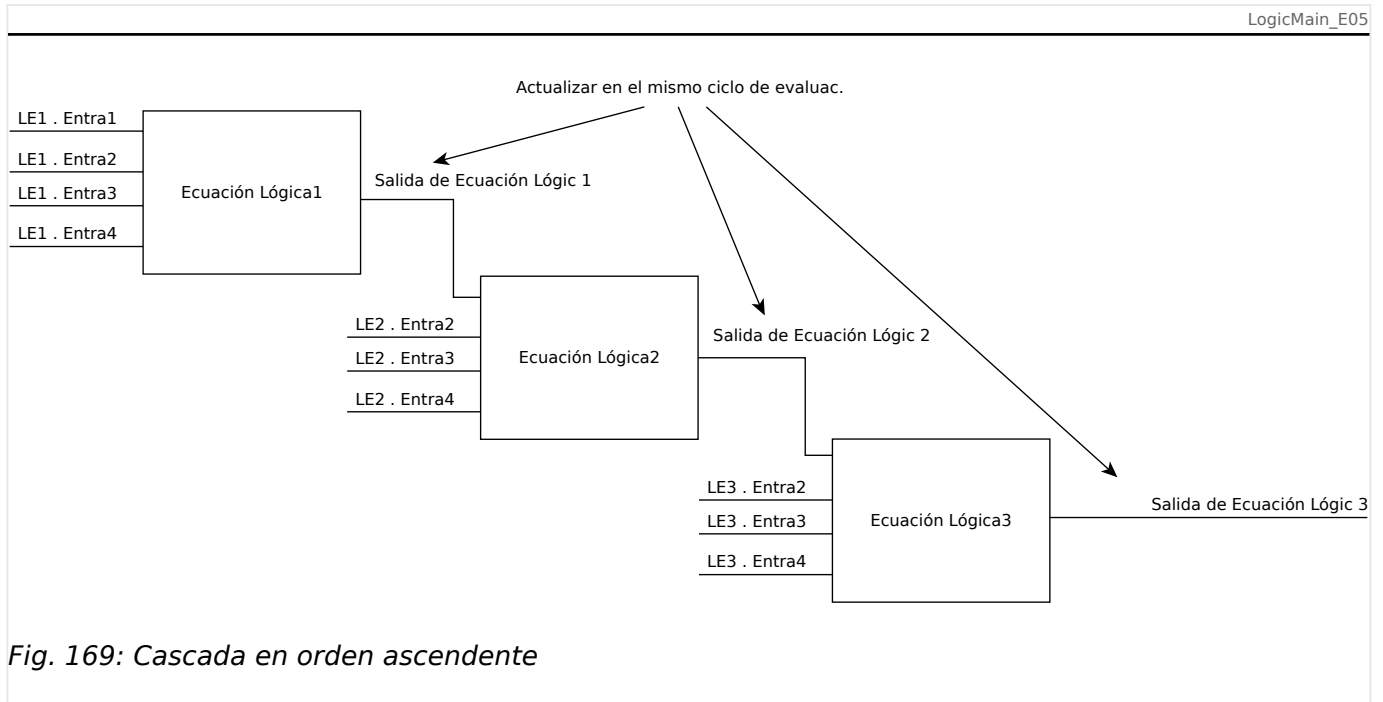 LogicMain_E05
Actualizar en el mismo ciclo de evaluac.
LE1 . Entra1
LE1 . Entra2
LE1 . Entra3
LE1 . Entra4
Ecuación Lógica1
Salida de Ecuación Lógic 1
LE2 . Entra2
LE2 . Entra3
LE2 . Entra4
Ecuación Lógica2
Salida de Ecuación Lógic 2
LE3 . Entra2
LE3 . Entra3
LE3 . Entra4
Ecuación Lógica3
Salida de Ecuación Lógic 3
Fig. 169: Cascada en orden ascendente